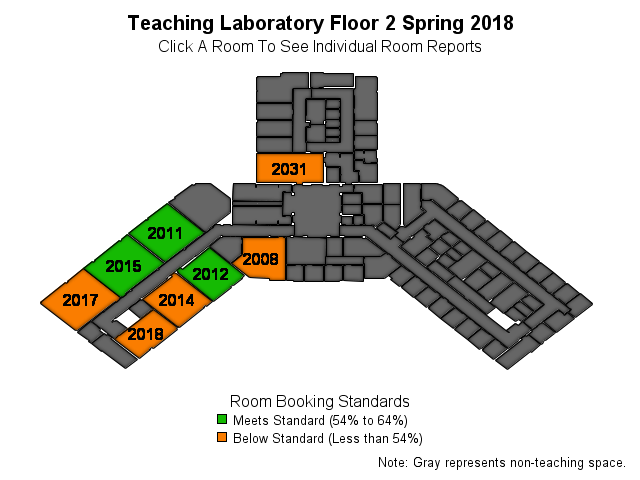 Teaching Laboratory Floor 2 Spring 2018
Click A Room To See Individual Room Reports
2031
2011
2015
2008
2012
2017
2014
2018
Room Booking Standards
Meets Standard (54% to 64%)
Below Standard (Less than 54%)
Note: Gray represents non-teaching space.